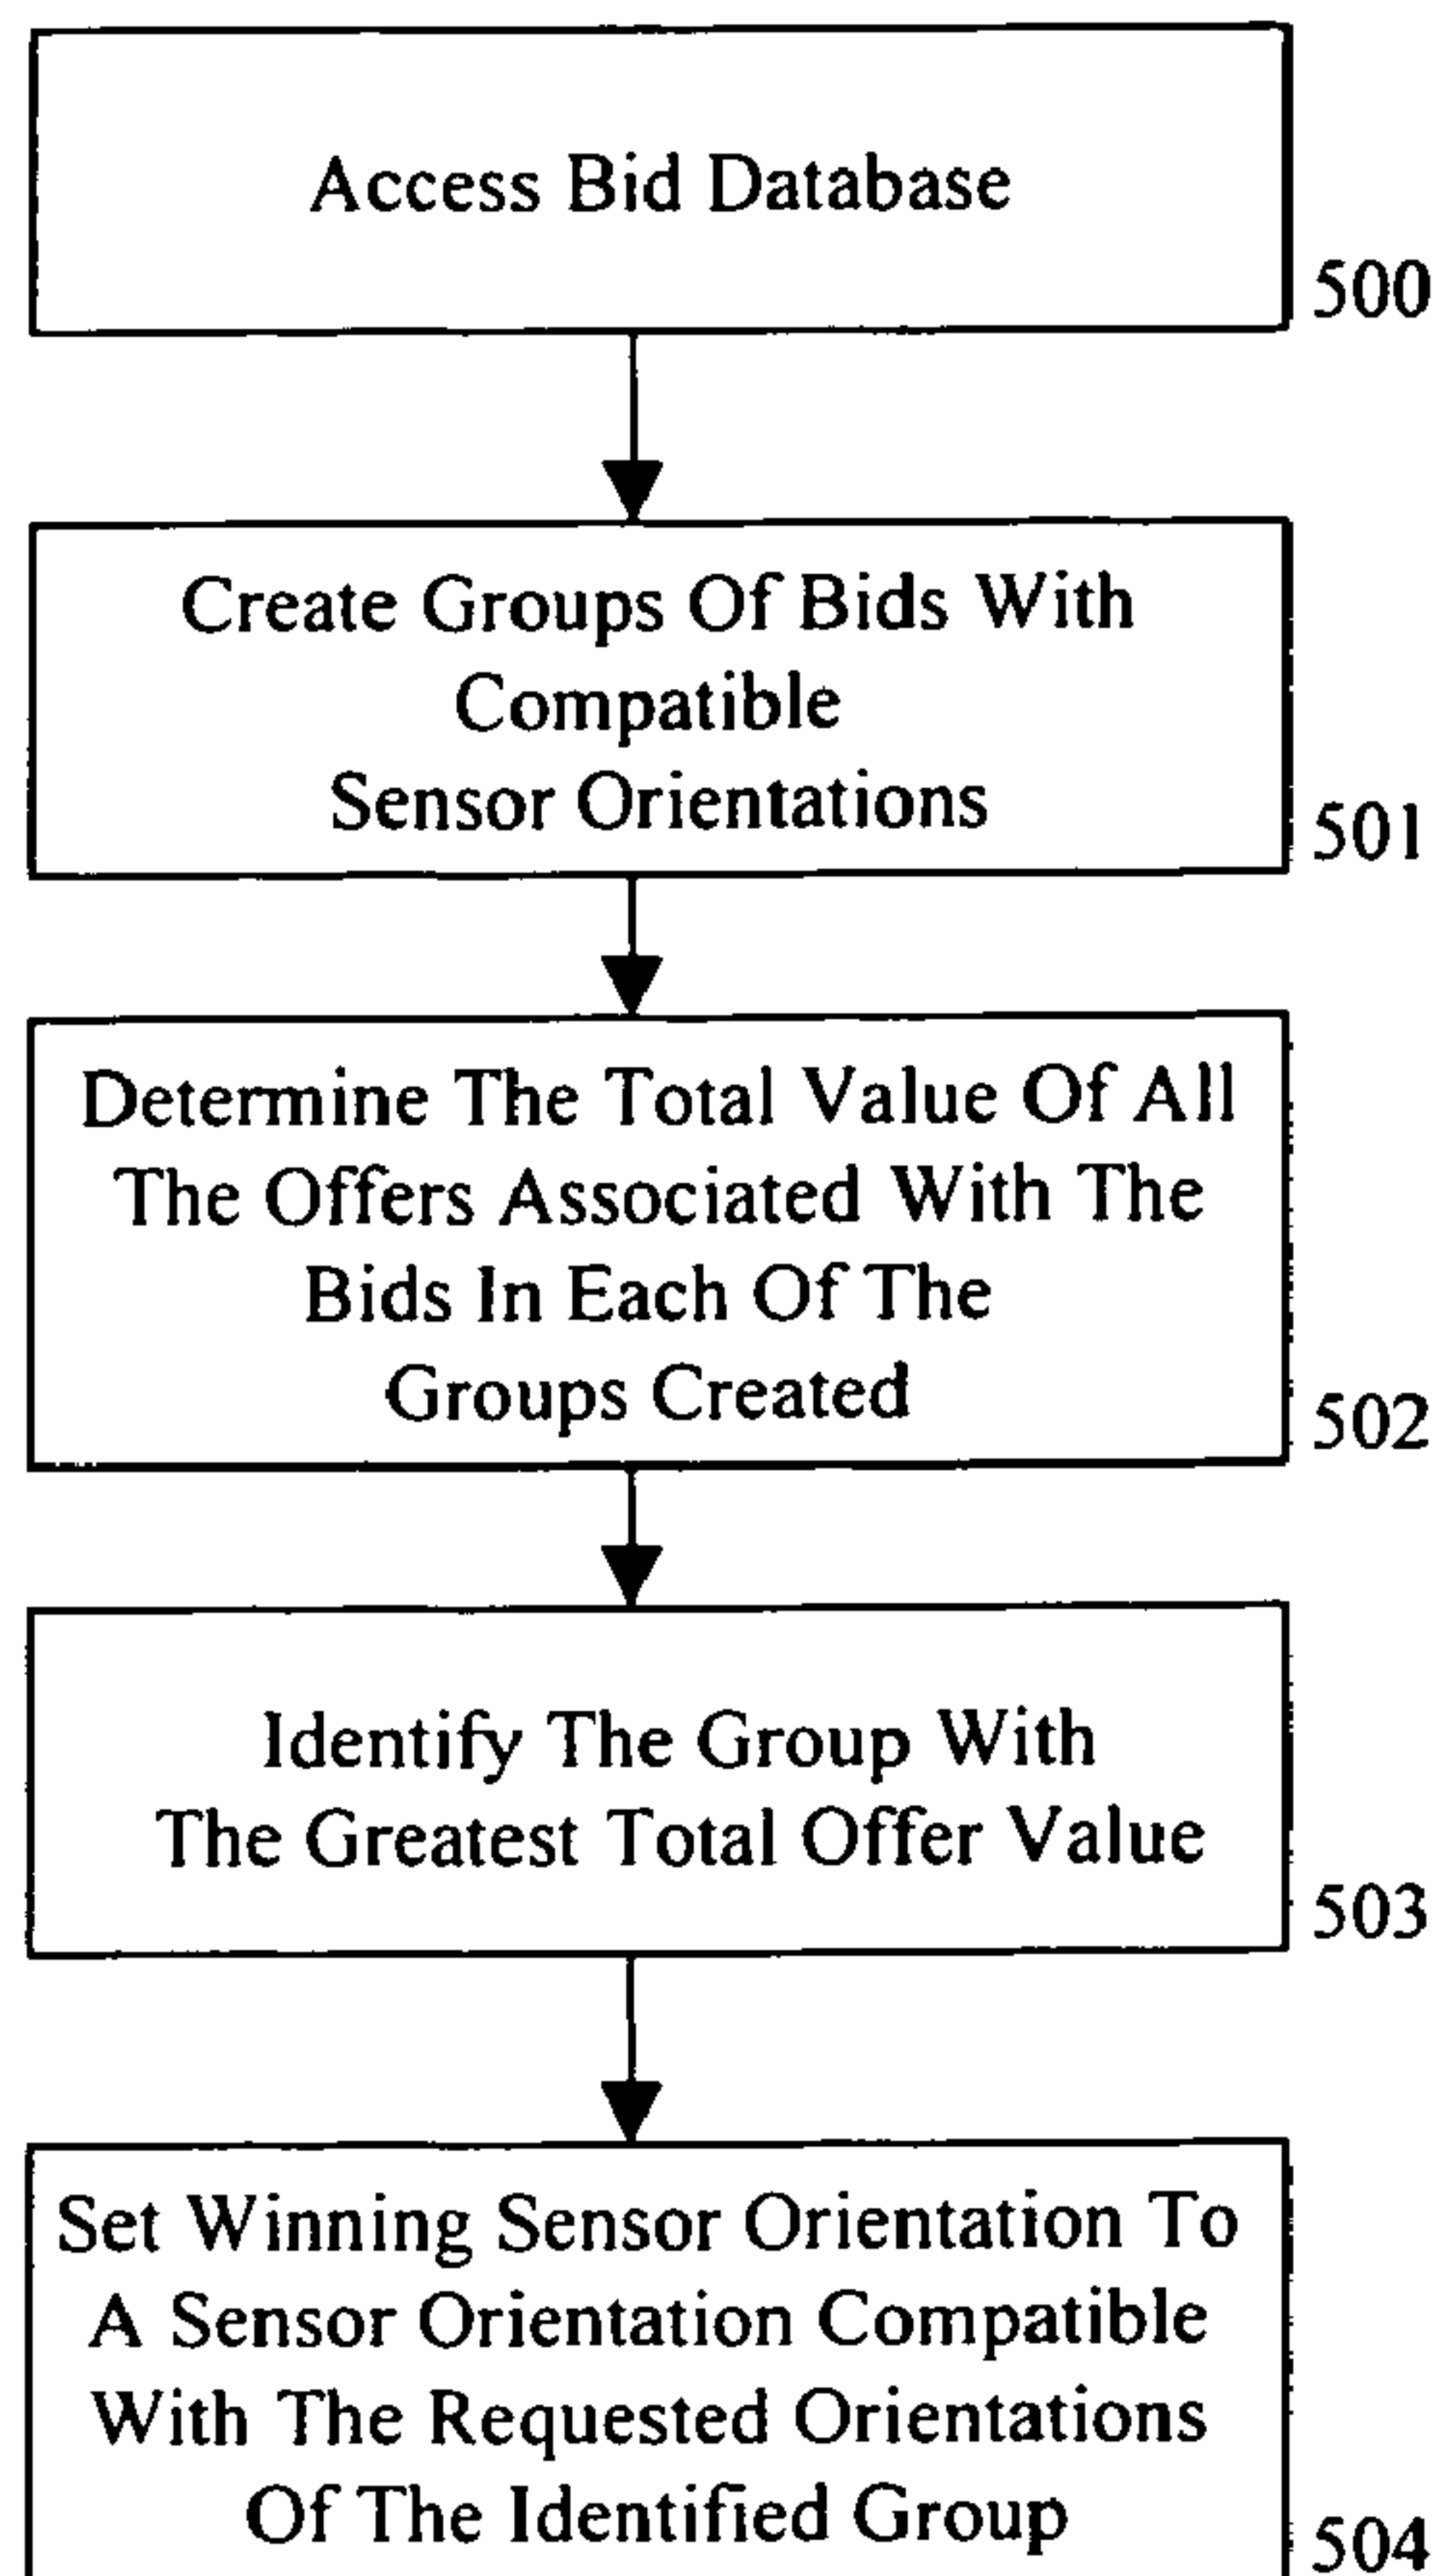 Access Bid Database
500
Create Groups Of Bids With
Compatible
Sensor Orientations
501
Determine The Total Value Of All
The Offers Associated With The
Bids In Each Of The
Groups Created
502
Identify The Group With
The Greatest Total Offer Value
503
Set Winning Sensor Orientation To
A Sensor Orientation Compatible
With The Requested Orientations
Of The Identified Group
504